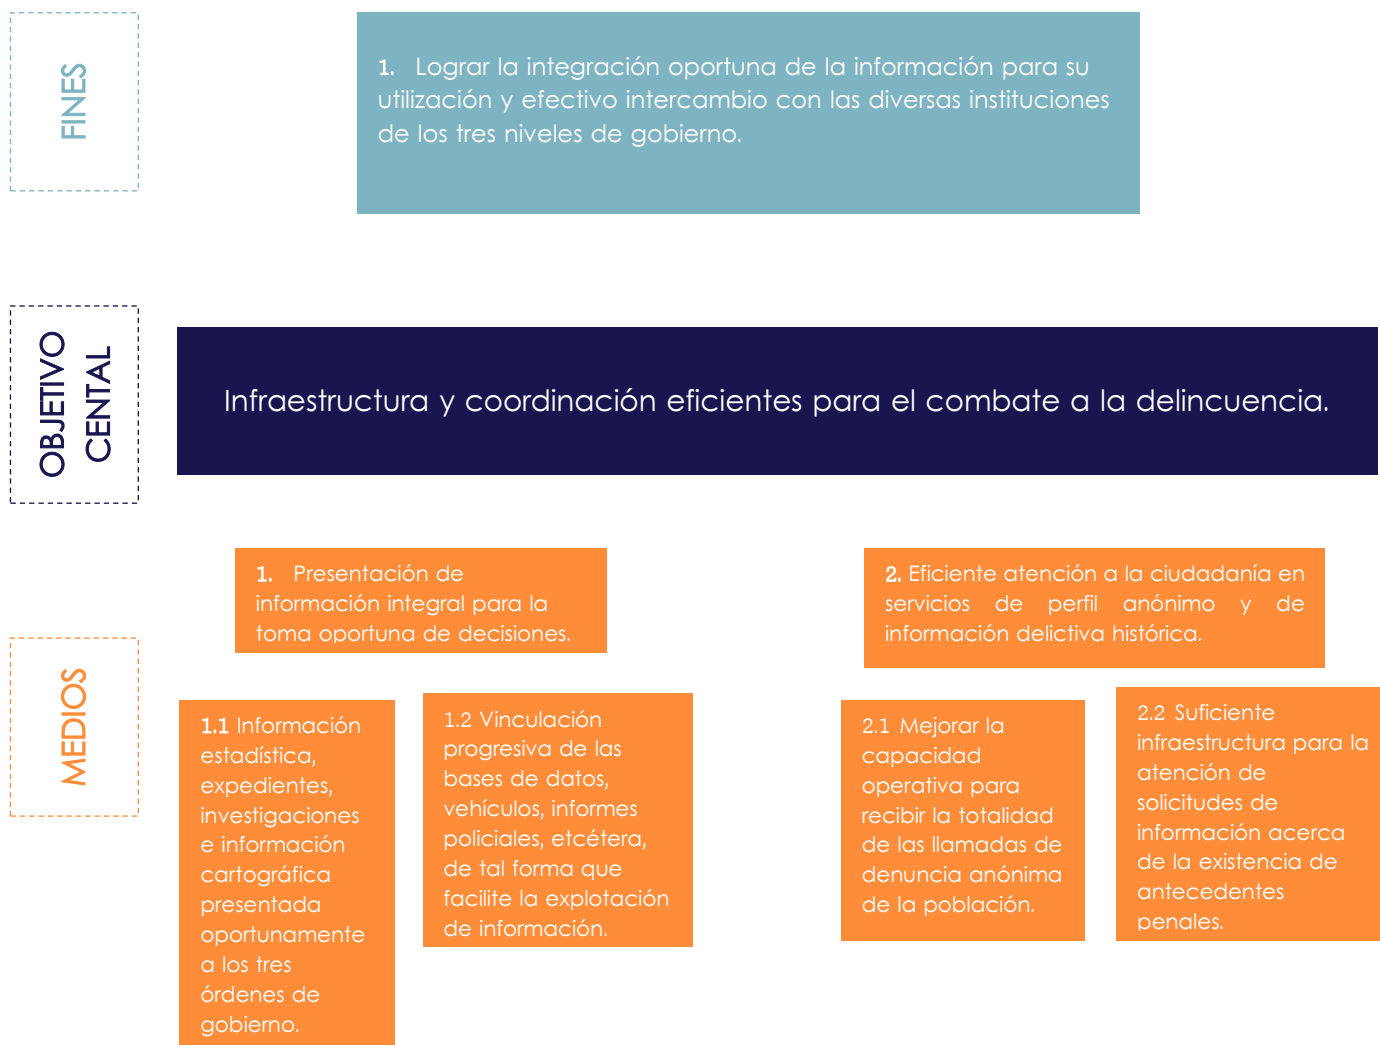 FINES
1. Lograr la integración oportuna de la información para su
utilización y efectivo intercambio con las diversas instituciones
de los tres niveles de gobierno.
OBJETIVO
CENTAL
Infraestructura y coordinación eficientes para el combate a la delincuencia.
MEDIOS
1. Presentación de
información integral para la
toma oportuna de decisiones.
2. Eficiente atención a la ciudadanía en
servicios de perfil anónimo y de
información delictiva histórica.
1.1 Información
estadística,
expedientes,
investigaciones
e información
cartográfica
presentada
oportunamente
a los tres
órdenes de
gobierno.
1.2 Vinculación
progresiva de las
bases de datos,
vehículos, informes
policiales, etcétera,
de tal forma que
facilite la explotación
de información.
2.1 Mejorar la
capacidad
operativa para
recibir la totalidad
de las llamadas de
denuncia anónima
de la población.
2.2 Suficiente
infraestructura para la
atención de
solicitudes de
información acerca
de la existencia de
antecedentes
penales.